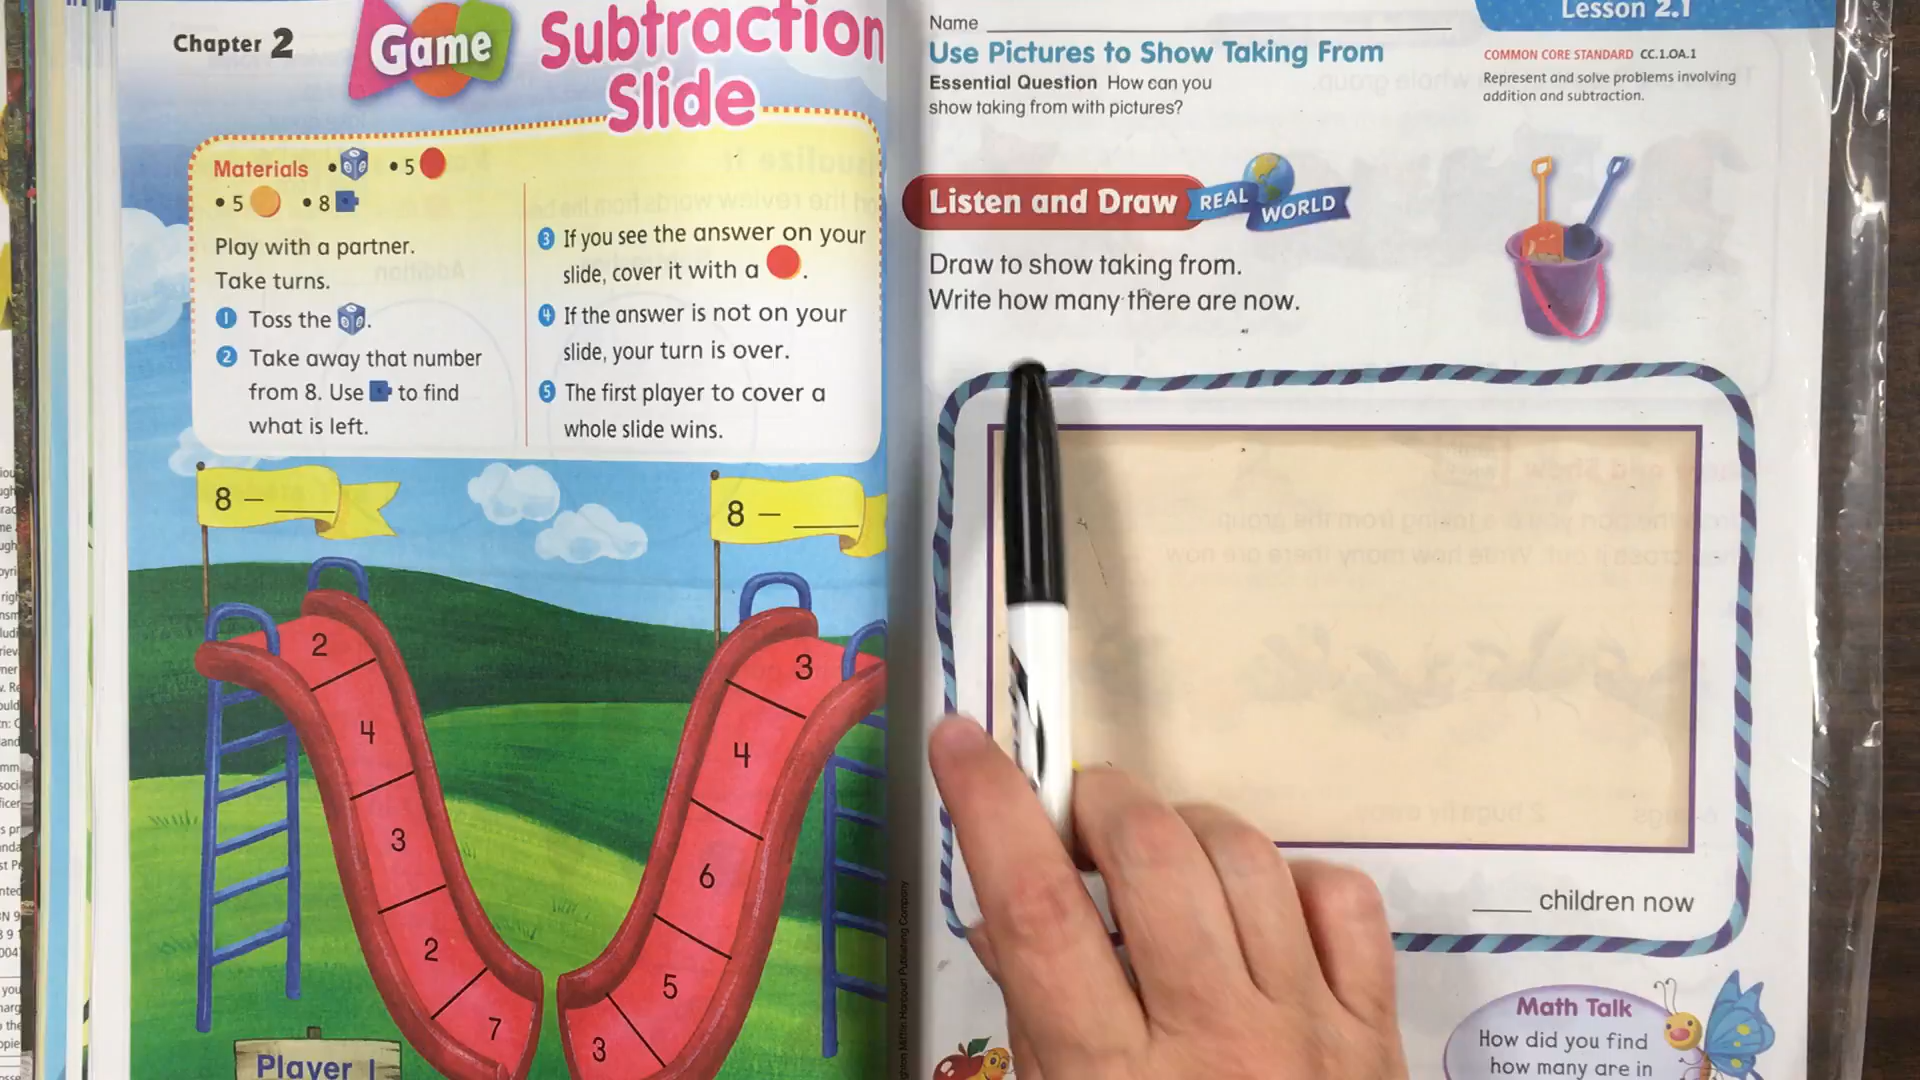 Chapter 2
Game
Subtraction
Slide
Materials • • 5
• 5 • 8
Play with a partner.
Take turns.
1 Toss the .
2 Take away that number
from 8. Use to find
what is left.
3 If you see the answer on your
slide, cover it with a .
4 If the answer is not on your
slide, your turn is over.
5 The first player to cover a
whole slide wins.
8 – ____
8 – ____
2
4
3
2
7
3
4
6
5
3
Player 1
Name
Lesson 2.1
Use Pictures to Show Taking From
Essential Question How can you
show taking from with pictures?
COMMON CORE STANDARD CC.1.OA.1
Represent and solve problems involving
addition and subtraction.
Listen and Draw REAL WORLD
Draw to show taking from.
Write how many there are now.
____ children now
Math Talk
How did you find
how many are in